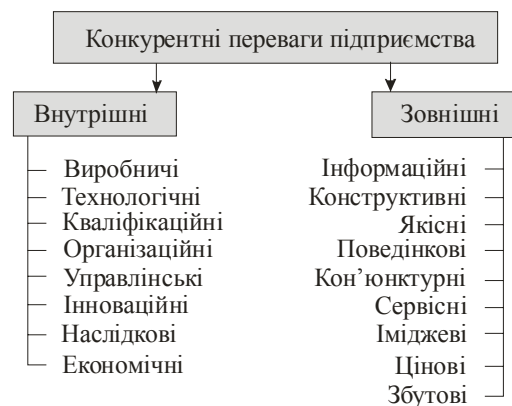 Конкурентні переваги підприємства
Внутрішні
Виробничі
Технологічні
Кваліфікаційні
Організаційні
Управлінські
Інноваційні
Наслідкові
Економічні
Зовнішні
Інформаційні
Конструктивні
Якісні
Поведінкові
Кон’юнктурні
Сервісні
Іміджеві
Цінові
Збутові